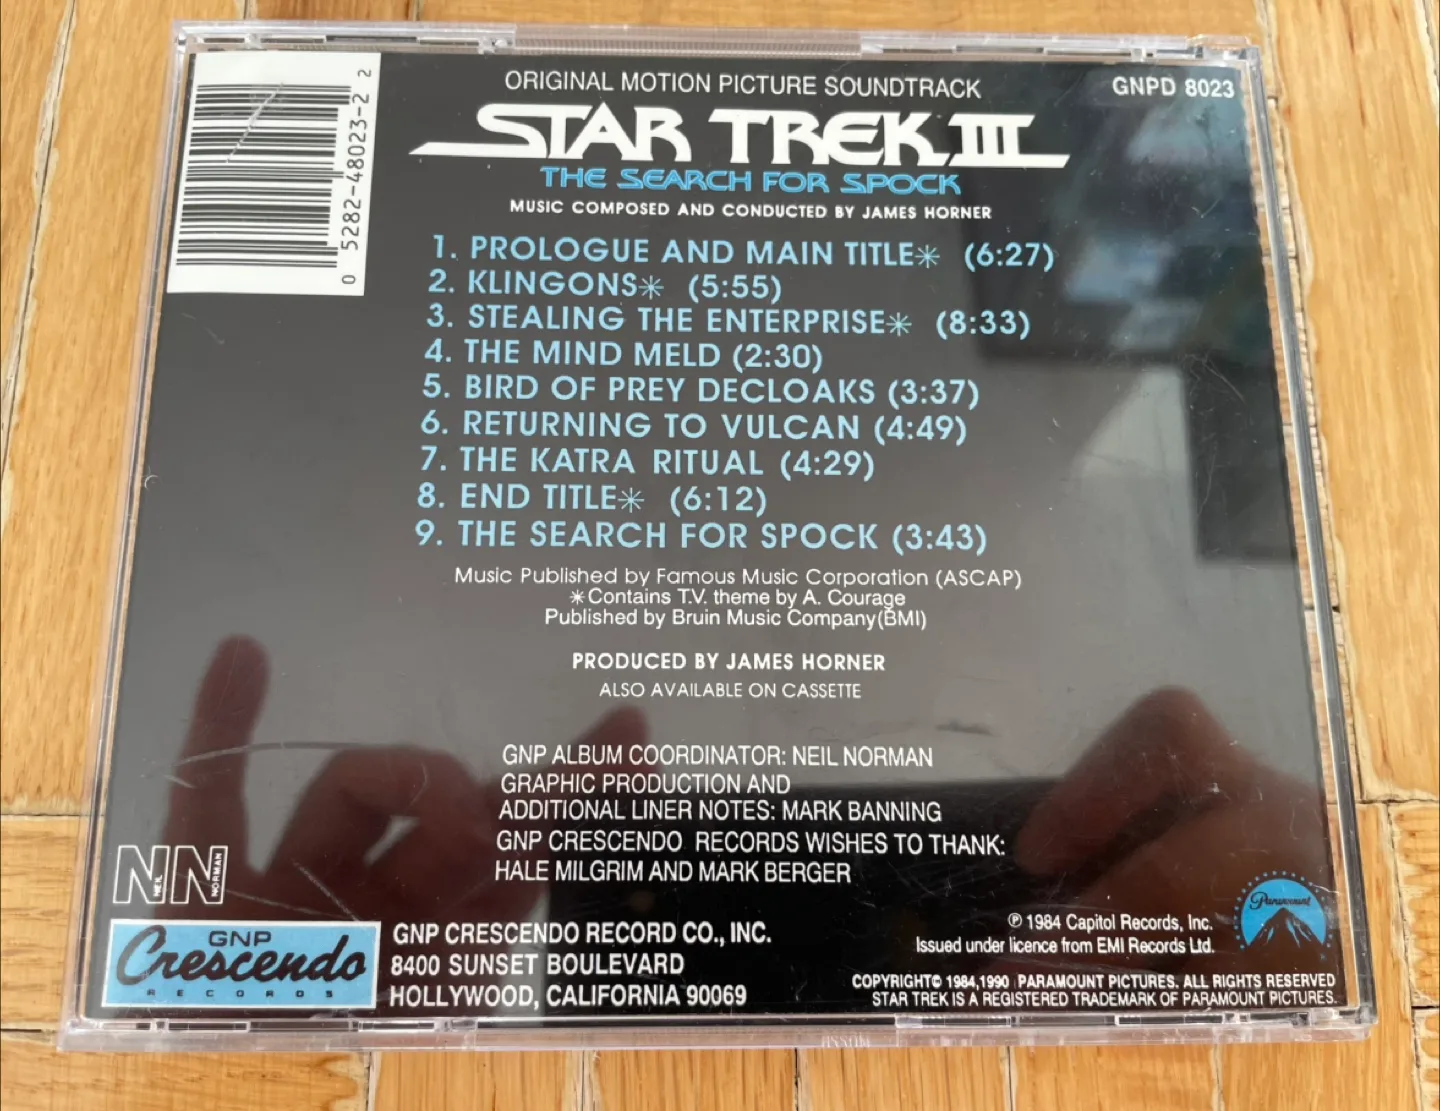 ORIGINAL MOTION PICTURE SOUNDTRACK
GNPD 8023
STAR TREK III
THE SEARCH FOR SPOCK
MUSIC COMPOSED AND CONDUCTED BY JAMES HORNER
0 5282-48023-2 2
1. PROLOGUE AND MAIN TITLE✳ (6:27)
2. KLINGONS✳ (5:55)
3. STEALING THE ENTERPRISE✳ (8:33)
4. THE MIND MELD (2:30)
5. BIRD OF PREY DECLOAKS (3:37)
6. RETURNING TO VULCAN (4:49)
7. THE KATRA RITUAL (4:29)
8. END TITLE✳ (6:12)
9. THE SEARCH FOR SPOCK (3:43)
Music Published by Famous Music Corporation (ASCAP)
✳Contains T.V. theme by A. Courage
Published by Bruin Music Company(BMI)
PRODUCED BY JAMES HORNER
ALSO AVAILABLE ON CASSETTE
GNP ALBUM COORDINATOR: NEIL NORMAN
GRAPHIC PRODUCTION AND
ADDITIONAL LINER NOTES: MARK BANNING
GNP CRESCENDO RECORDS WISHES TO THANK:
HALE MILGRIM AND MARK BERGER
NN
NEIL
NORMAN
GNP
Crescendo
RECORDS
GNP CRESCENDO RECORD CO., INC.
8400 SUNSET BOULEVARD
HOLLYWOOD, CALIFORNIA 90069
℗ 1984 Capitol Records, Inc.
Issued under licence from EMI Records Ltd.
Paramount
COPYRIGHT© 1984,1990 PARAMOUNT PICTURES. ALL RIGHTS RESERVED
STAR TREK IS A REGISTERED TRADEMARK OF PARAMOUNT PICTURES.